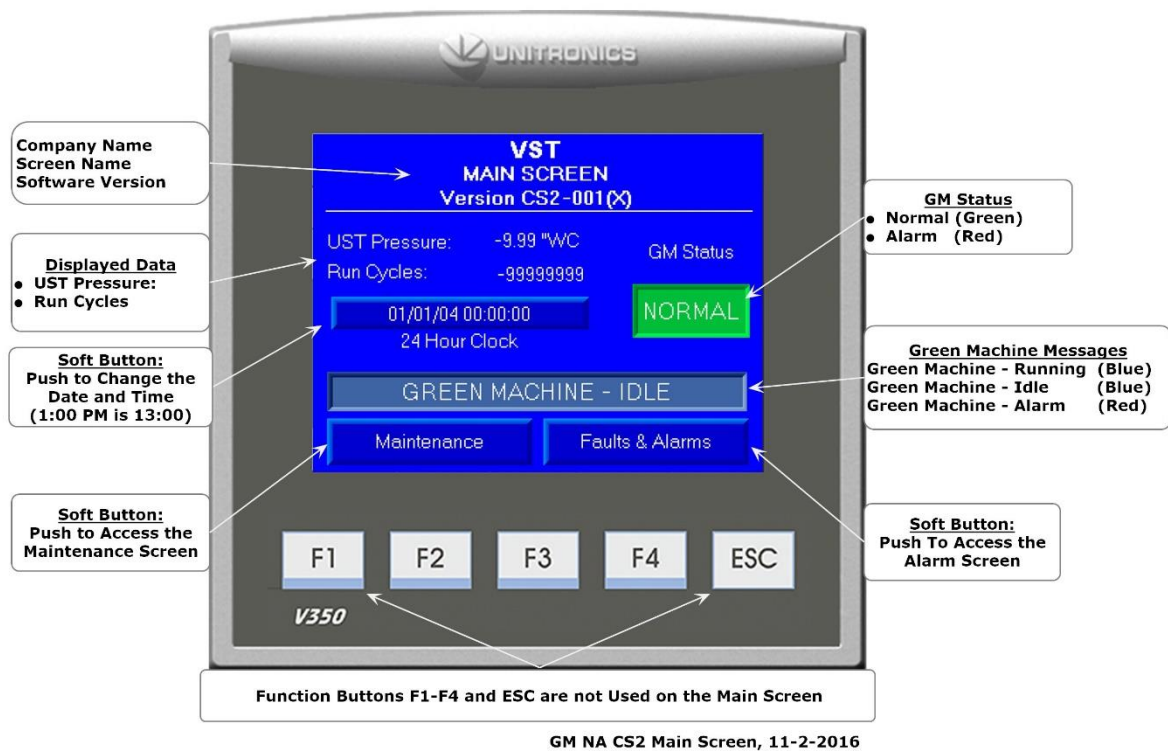 UNITRONICS
Company Name
Screen Name
Software Version
VST
MAIN SCREEN
Version CS2-001(X)
GM Status
• Normal (Green)
• Alarm (Red)
Displayed Data
• UST Pressure:
• Run Cycles
UST Pressure: -9.99 "WC
Run Cycles: -99999999
GM Status
NORMAL
01/01/04 00:00:00
24 Hour Clock
Soft Button:
Push to Change the
Date and Time
(1:00 PM is 13:00)
Green Machine Messages
Green Machine - Running (Blue)
Green Machine - Idle (Blue)
Green Machine - Alarm (Red)
GREEN MACHINE - IDLE
Maintenance
Faults & Alarms
Soft Button:
Push to Access the
Maintenance Screen
Soft Button:
Push To Access the
Alarm Screen
F1
F2
F3
F4
ESC
V350
Function Buttons F1-F4 and ESC are not Used on the Main Screen
GM NA CS2 Main Screen, 11-2-2016